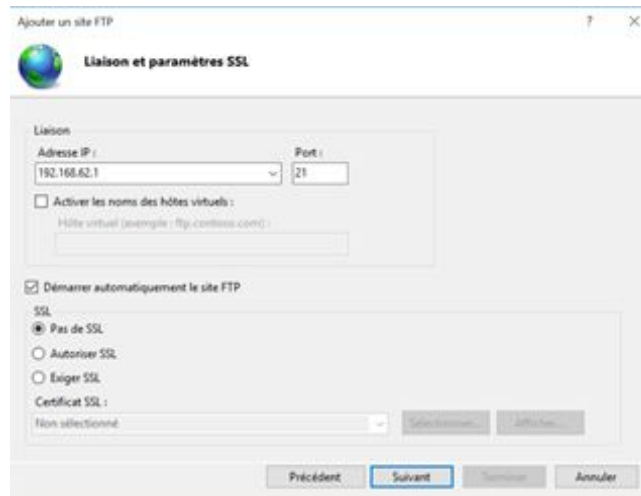 Ajouter un site FTP ? ×
Liaison et paramètres SSL
Liaison
Adresse IP : Port :
192.168.62.1 21
Activer les noms des hôtes virtuels :
Hôte virtuel (exemple : ftp.contoso.com) :
Démarrer automatiquement le site FTP
SSL
Pas de SSL
Autoriser SSL
Exiger SSL
Certificat SSL :
Non sélectionné Sélectionner... Afficher...
Précédent Suivant Terminer Annuler